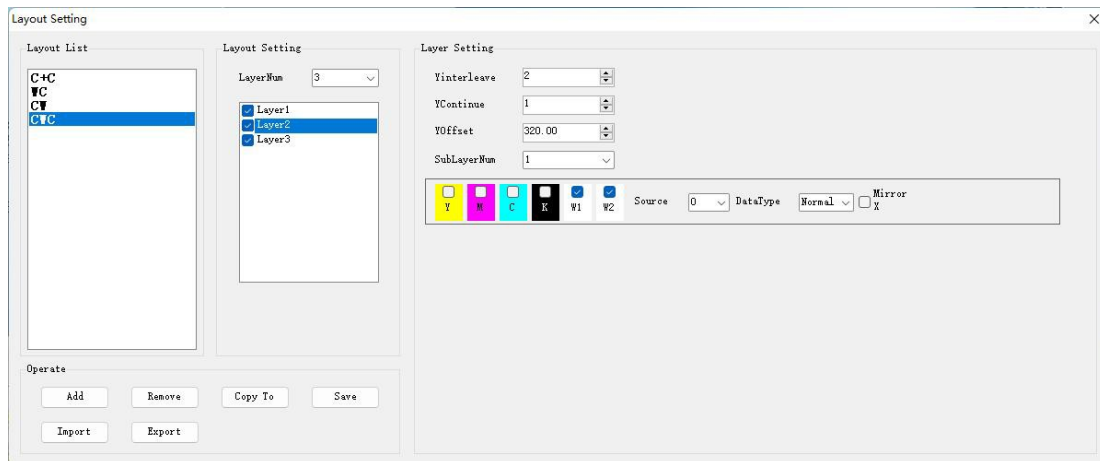 Layout Setting
Layout List
C+C
WC
CW
CWC
Layout Setting
LayerNum 3
Layer1
Layer2
Layer3
Operate
Add Remove Copy To Save
Import Export
Layer Setting
Yinterleave 2
YContinue 1
YOffset 320.00
SubLayerNum 1
Y M C K W1 W2 Source 0 DataType Normal Mirror
X